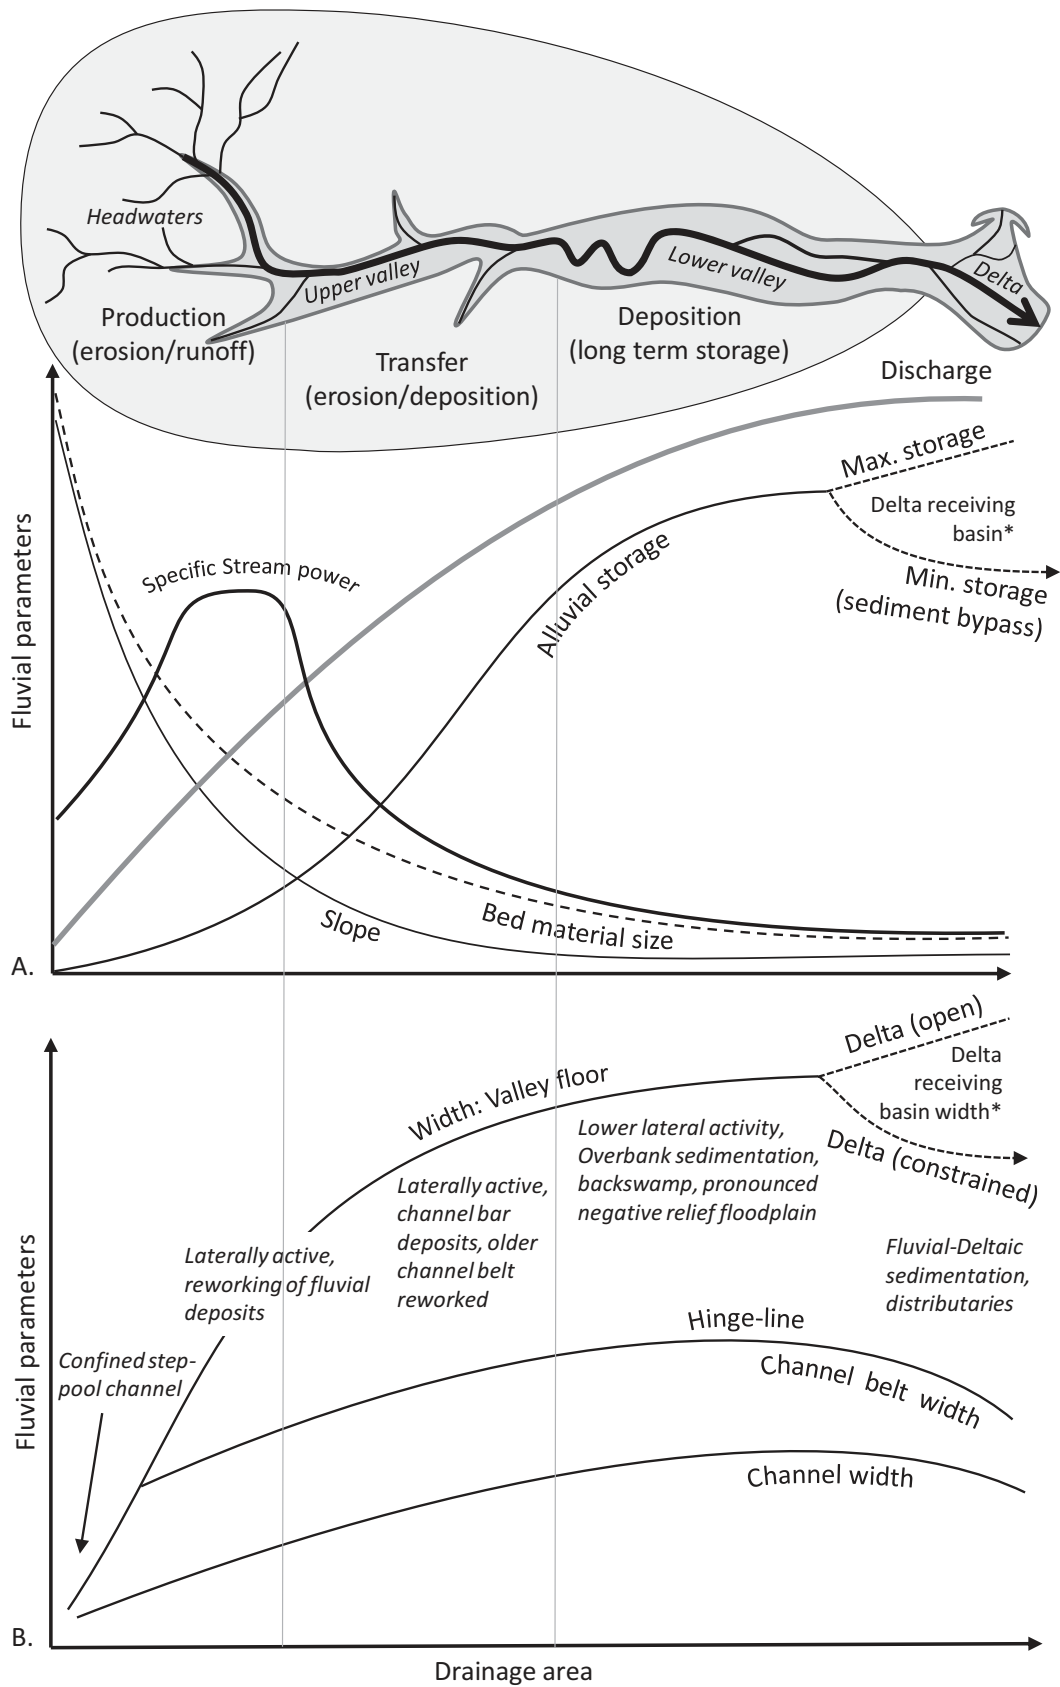 Headwaters
Upper valley
Lower valley
Delta
Production
(erosion/runoff)
Transfer
(erosion/deposition)
Deposition
(long term storage)
Discharge
Max. storage
Delta receiving
basin*
Min. storage
(sediment bypass)
Specific Stream power
Alluvial storage
Fluvial parameters
Slope
Bed material size
A.
Delta (open)
Delta
receiving
basin width*
Delta (constrained)
Width: Valley floor
Lower lateral activity,
Overbank sedimentation,
backswamp, pronounced
negative relief floodplain
Laterally active,
channel bar
deposits, older
channel belt
reworked
Laterally active,
reworking of fluvial
deposits
Fluvial-Deltaic
sedimentation,
distributaries
Confined step-
pool channel
Hinge-line
Channel belt width
Channel width
Fluvial parameters
B.
Drainage area